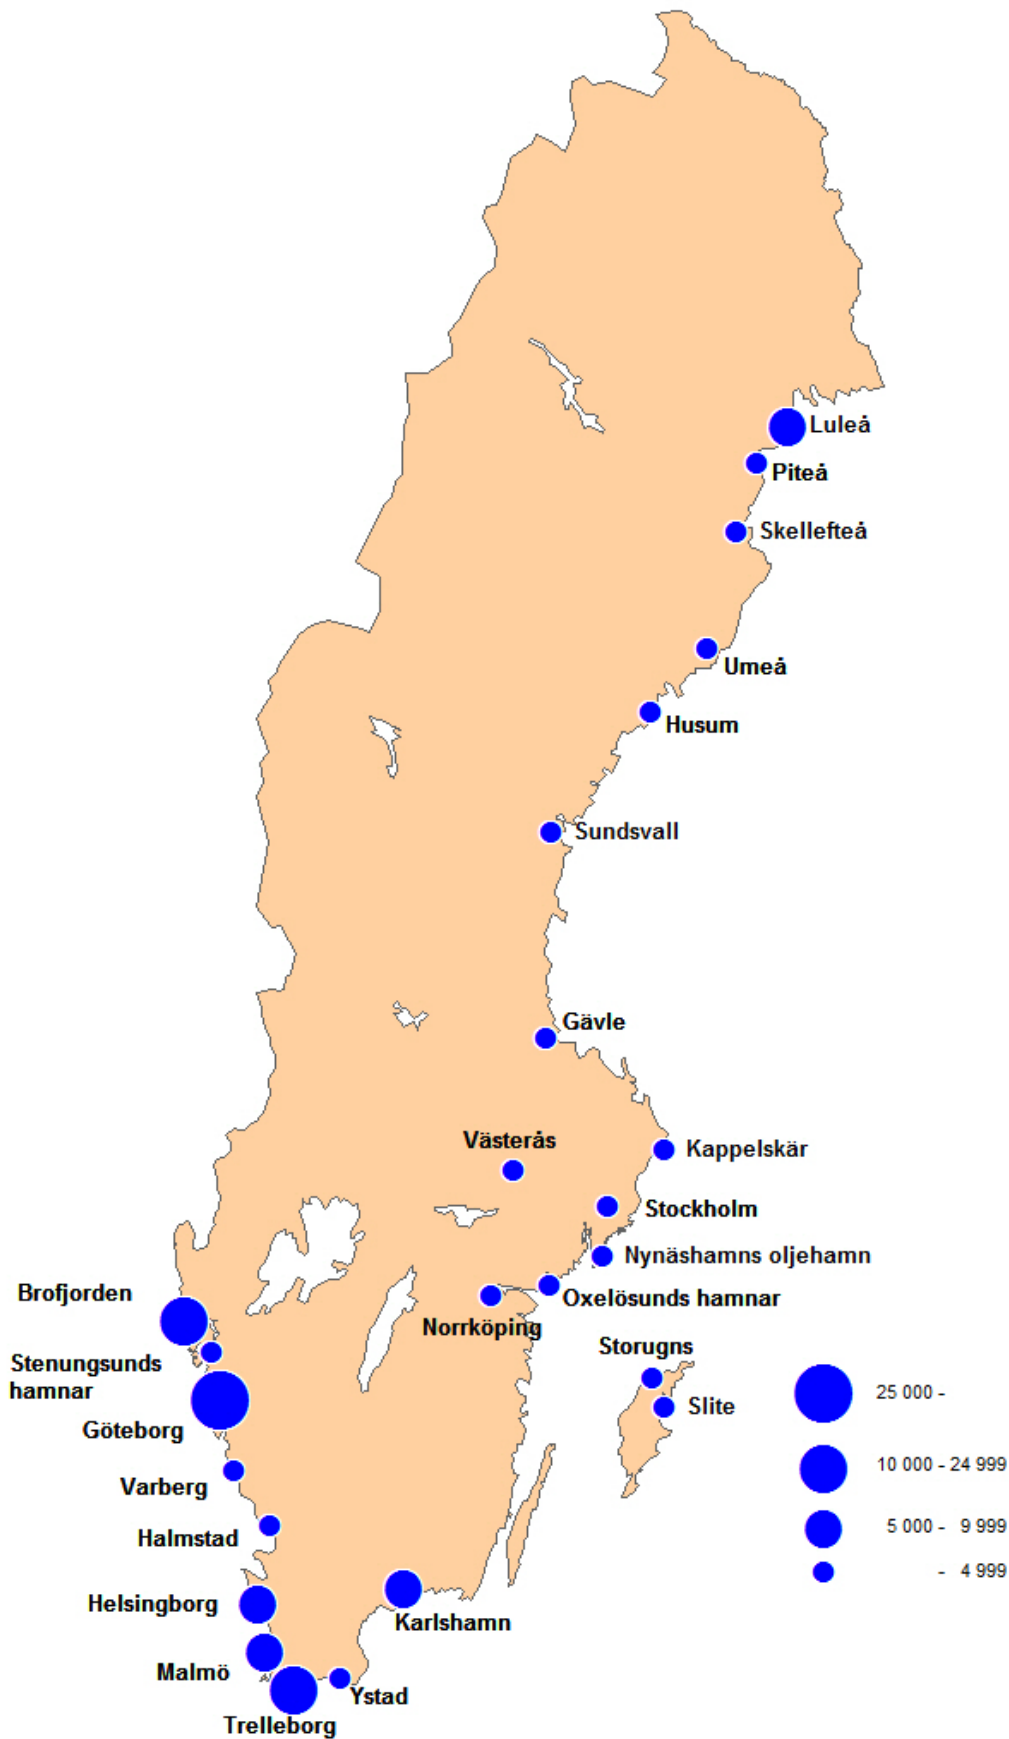 Luleå
Piteå
Skellefteå
Umeå
Husum
Sundsvall
Gävle
Västerås
Kappelskär
Stockholm
Nynäshamns oljehamn
Oxelösunds hamnar
Norrköping
Brofjorden
Stenungsunds
hamnar
Göteborg
Varberg
Halmstad
Helsingborg
Malmö
Trelleborg
Ystad
Karlshamn
Storugns
Slite
25 000 -
10 000 - 24 999
5 000 - 9 999
- 4 999